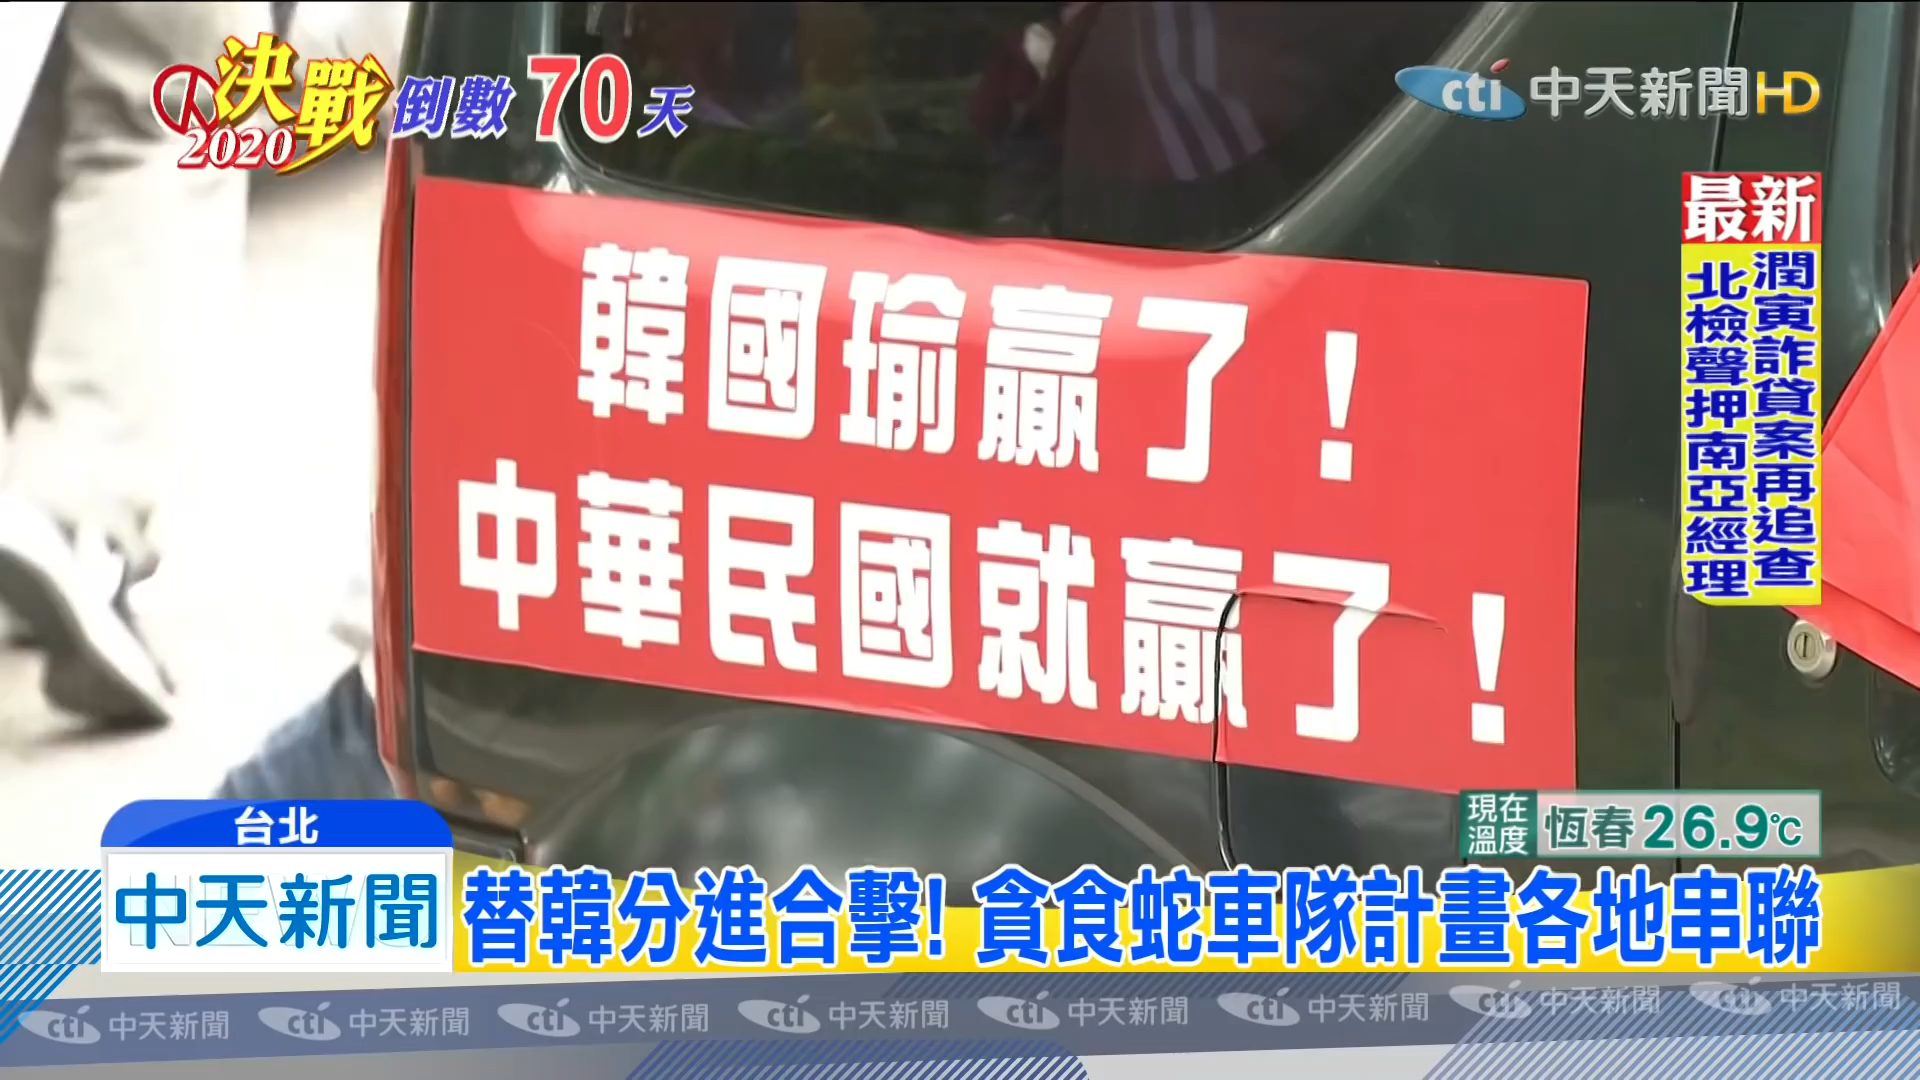 決戰
2020
倒數70天
cti 中天新聞HD
最新
潤寅詐貸案再追查
北檢聲押南亞經理
韓國瑜贏了！
中華民國就贏了！
現在溫度
恆春26.9℃
台北
中天新聞
替韓分進合擊! 貪食蛇車隊計畫各地串聯
cti 中天新聞 cti 中天新聞 cti 中天新聞 cti 中天新聞 cti 中天新聞 cti 中天新聞 cti 中天新聞 cti 中天新聞